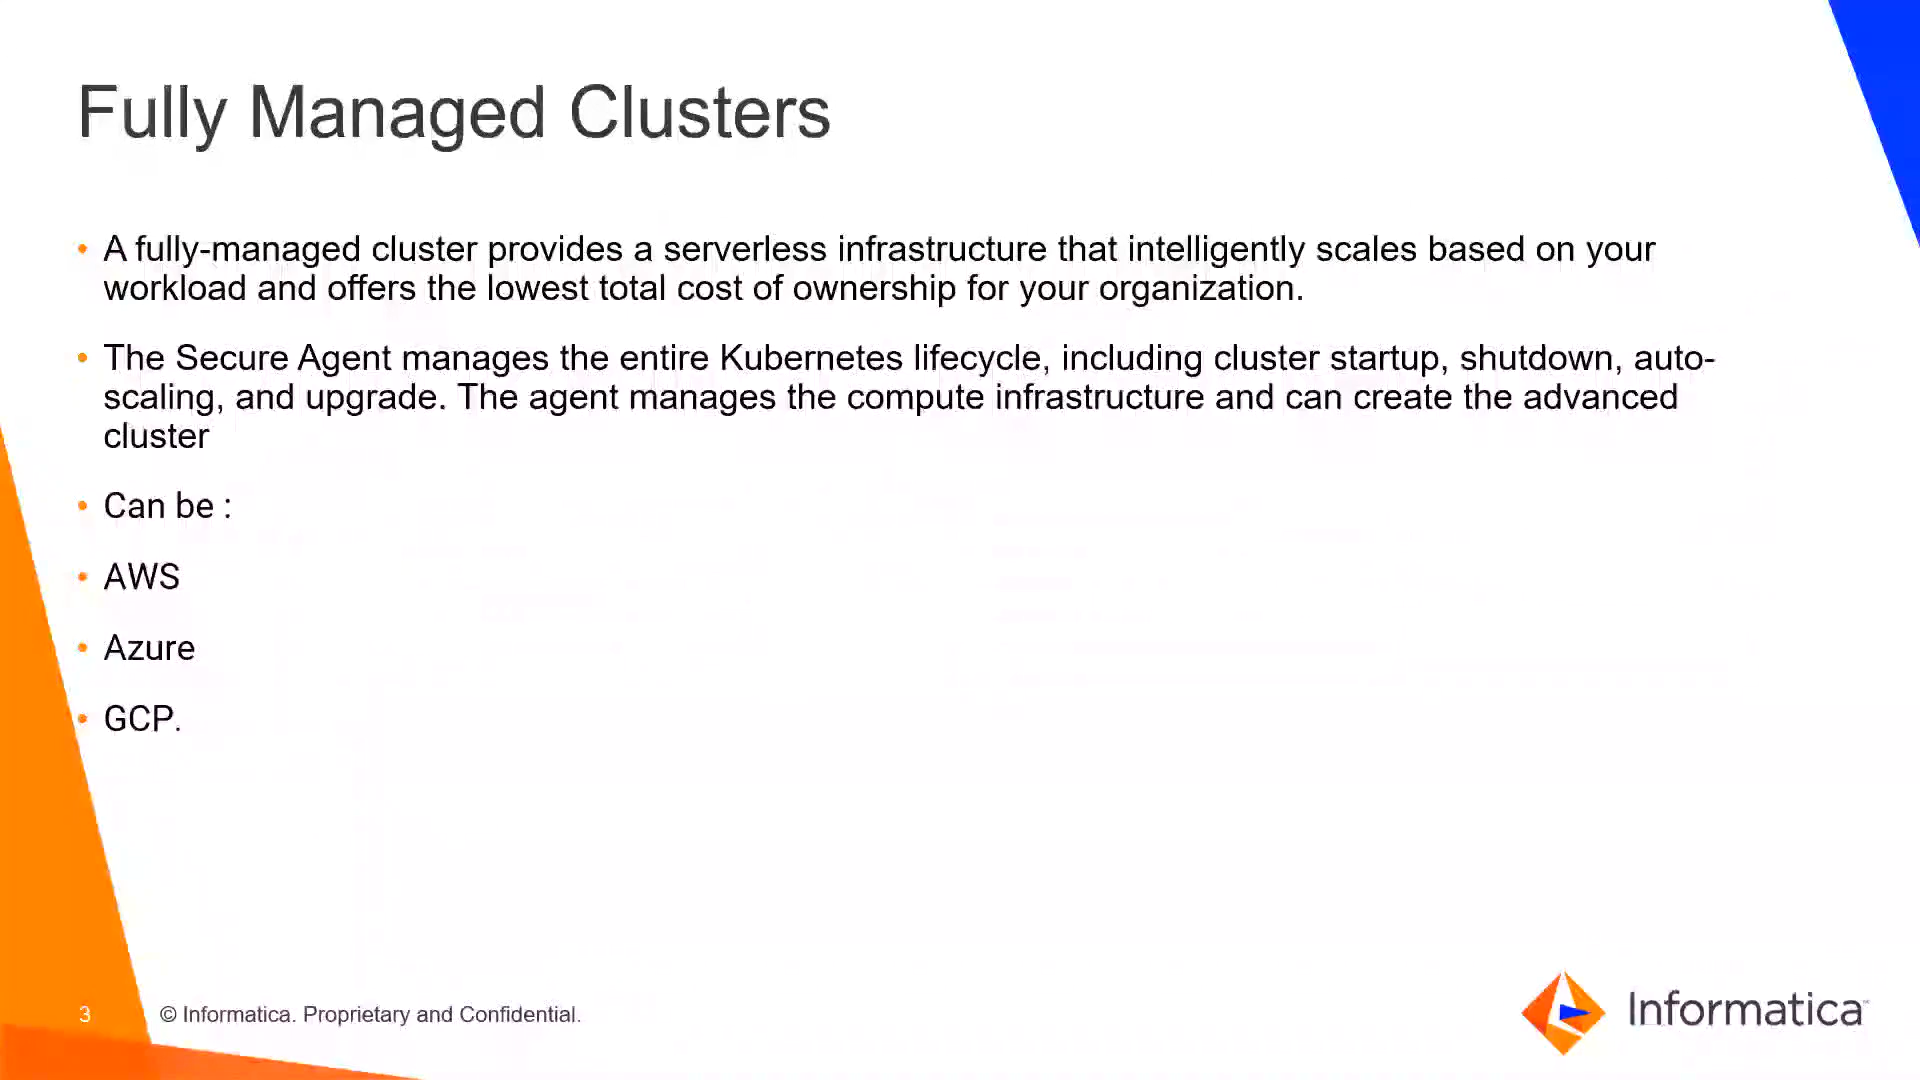 Fully Managed Clusters
• A fully-managed cluster provides a serverless infrastructure that intelligently scales based on your
workload and offers the lowest total cost of ownership for your organization.
• The Secure Agent manages the entire Kubernetes lifecycle, including cluster startup, shutdown, auto-
scaling, and upgrade. The agent manages the compute infrastructure and can create the advanced
cluster
• Can be :
• AWS
• Azure
• GCP.
3 © Informatica. Proprietary and Confidential.
Informatica™